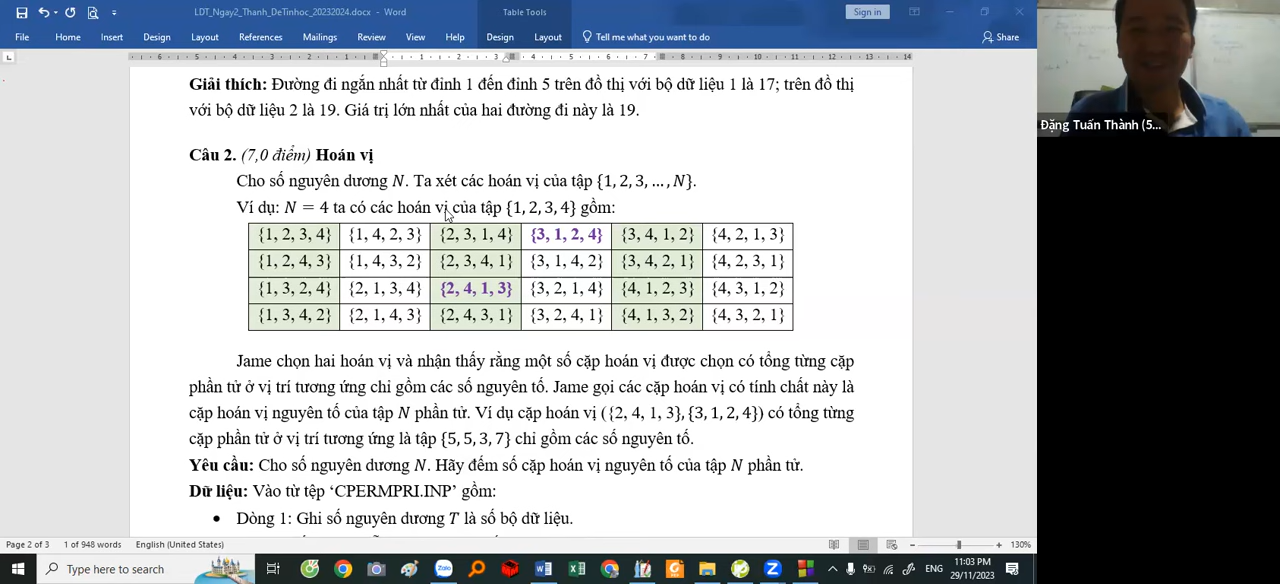 LDT_Ngay2_Thanh_DeTinhoc_20232024.docx - Word
Table Tools
Sign in
File Home Insert Design Layout References Mailings Review View Help Design Layout Tell me what you want to do Share
Giải thích: Đường đi ngắn nhất từ đỉnh 1 đến đỉnh 5 trên đồ thị với bộ dữ liệu 1 là 17; trên đồ thị
với bộ dữ liệu 2 là 19. Giá trị lớn nhất của hai đường đi này là 19.
Câu 2. (7,0 điểm) Hoán vị
Cho số nguyên dương N. Ta xét các hoán vị của tập {1, 2, 3, …, N}.
Ví dụ: N = 4 ta có các hoán vị của tập {1, 2, 3, 4} gồm:
{1, 2, 3, 4} {1, 4, 2, 3} {2, 3, 1, 4} {3, 1, 2, 4} {3, 4, 1, 2} {4, 2, 1, 3}
{1, 2, 4, 3} {1, 4, 3, 2} {2, 3, 4, 1} {3, 1, 4, 2} {3, 4, 2, 1} {4, 2, 3, 1}
{1, 3, 2, 4} {2, 1, 3, 4} {2, 4, 1, 3} {3, 2, 1, 4} {4, 1, 2, 3} {4, 3, 1, 2}
{1, 3, 4, 2} {2, 1, 4, 3} {2, 4, 3, 1} {3, 2, 4, 1} {4, 1, 3, 2} {4, 3, 2, 1}
Jame chọn hai hoán vị và nhận thấy rằng một số cặp hoán vị được chọn có tổng từng cặp
phần tử ở vị trí tương ứng chỉ gồm các số nguyên tố. Jame gọi các cặp hoán vị có tính chất này là
cặp hoán vị nguyên tố của tập N phần tử. Ví dụ cặp hoán vị ({2, 4, 1, 3}, {3, 1, 2, 4}) có tổng từng
cặp phần tử ở vị trí tương ứng là tập {5, 5, 3, 7} chỉ gồm các số nguyên tố.
Yêu cầu: Cho số nguyên dương N. Hãy đếm số cặp hoán vị nguyên tố của tập N phần tử.
Dữ liệu: Vào từ tệp ‘CPERMPRI.INP’ gồm:
• Dòng 1: Ghi số nguyên dương T là số bộ dữ liệu.
Page 2 of 3 1 of 948 words English (United States) 130%
Type here to search
ENG
11:03 PM
29/11/2023
Đặng Tuấn Thành (5...